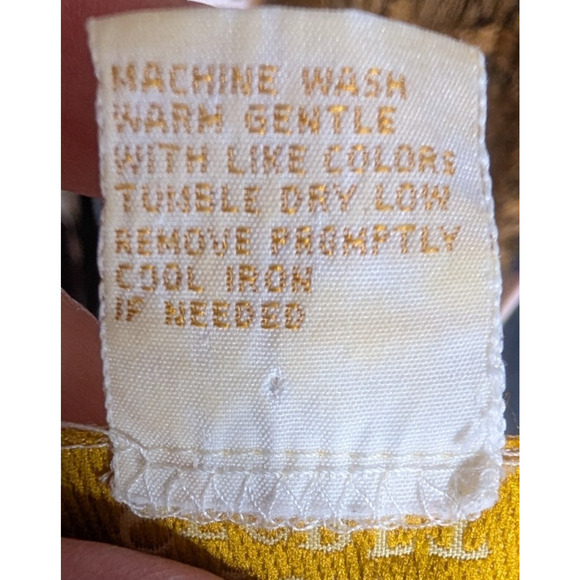 MACHINE WASH
WARM GENTLE
WITH LIKE COLORS
TUMBLE DRY LOW
REMOVE PROMPTLY
COOL IRON
IF NEEDED